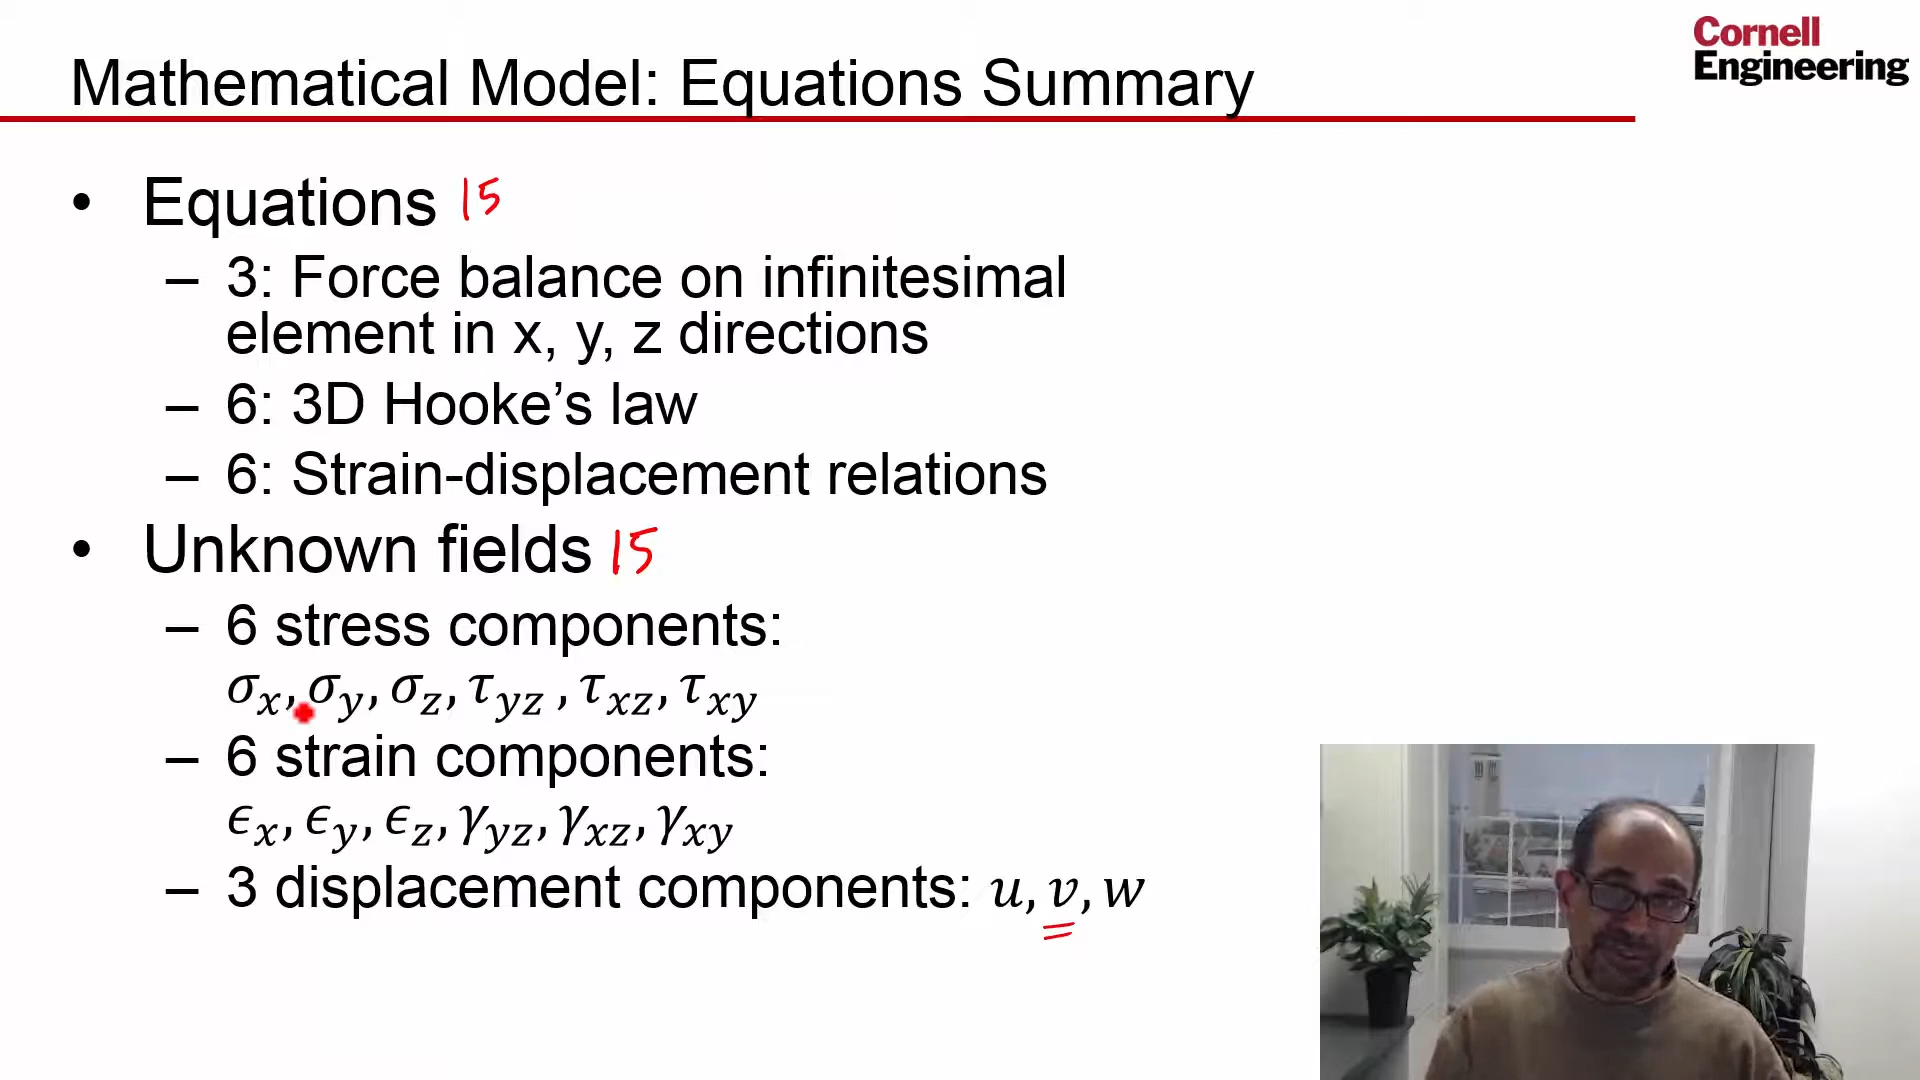 Cornell
Engineering
Mathematical Model: Equations Summary
• Equations 15
– 3: Force balance on infinitesimal
element in x, y, z directions
– 6: 3D Hooke’s law
– 6: Strain-displacement relations
• Unknown fields 15
– 6 stress components:
σx, σy, σz, τyz , τxz, τxy
– 6 strain components:
ϵx, ϵy, ϵz, γyz, γxz, γxy
– 3 displacement components: u, v, w